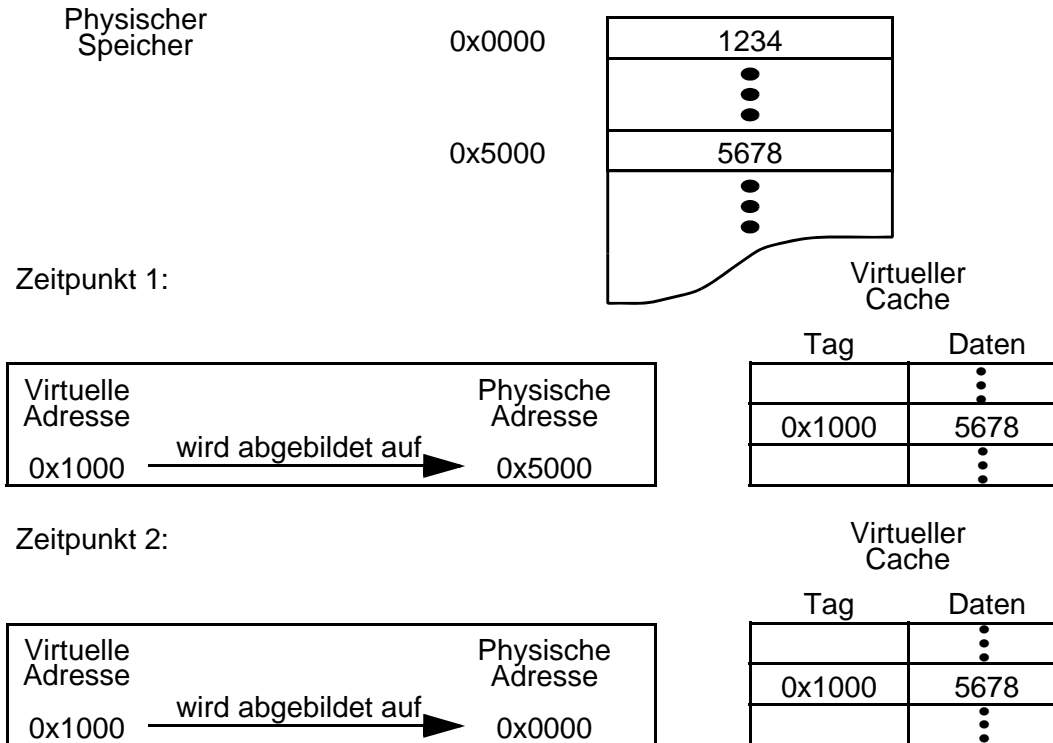 Physischer
Speicher
0x0000
1234
0x5000
5678
Zeitpunkt 1:
Virtueller
Cache
Tag Daten
Virtuelle
Adresse
Physische
Adresse
wird abgebildet auf
0x1000
0x5000
0x1000 5678
Zeitpunkt 2:
Virtueller
Cache
Tag Daten
Virtuelle
Adresse
Physische
Adresse
wird abgebildet auf
0x1000
0x0000
0x1000 5678